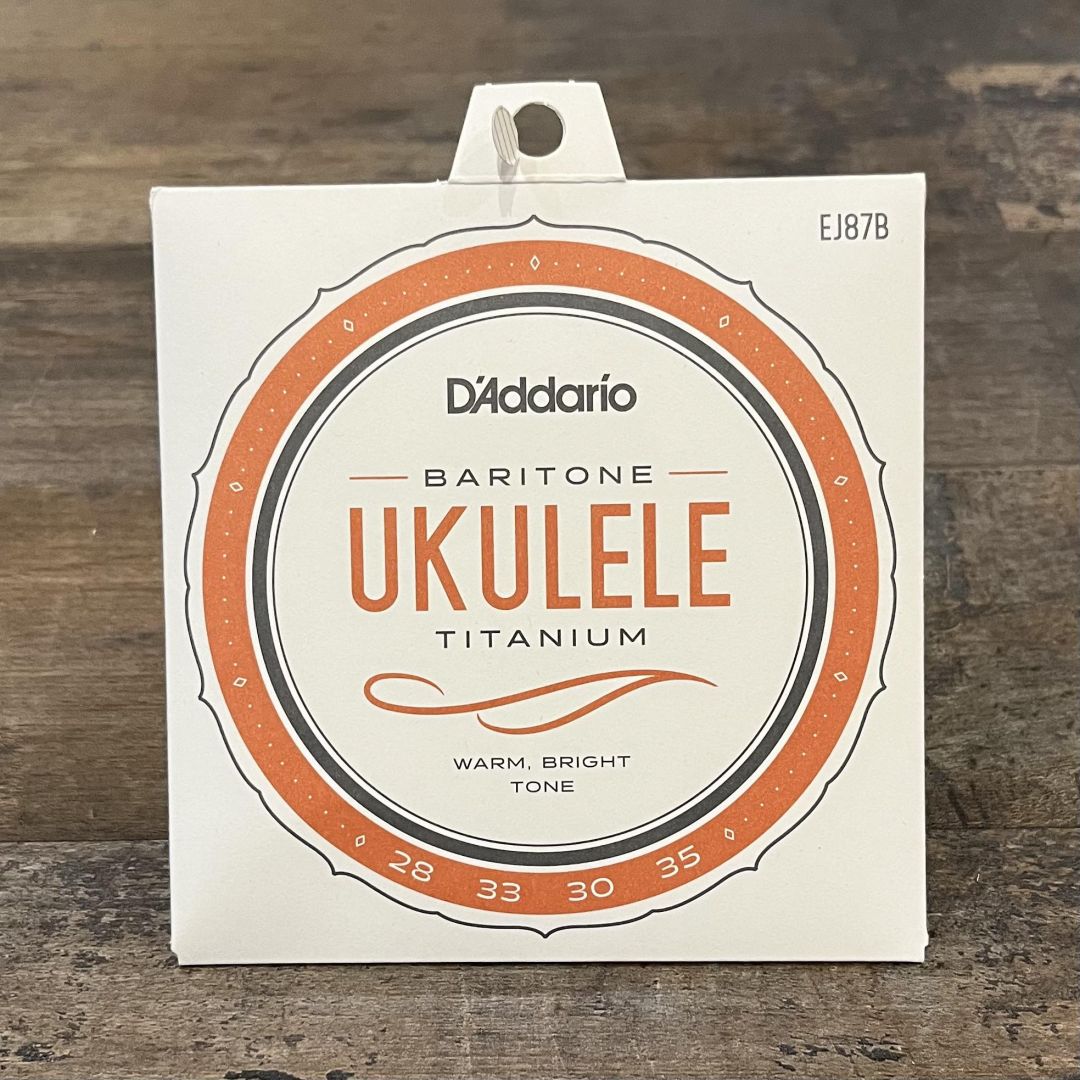 EJ87B
D'Addario
BARITONE
UKULELE
TITANIUM
WARM, BRIGHT
TONE
28 33 30 35